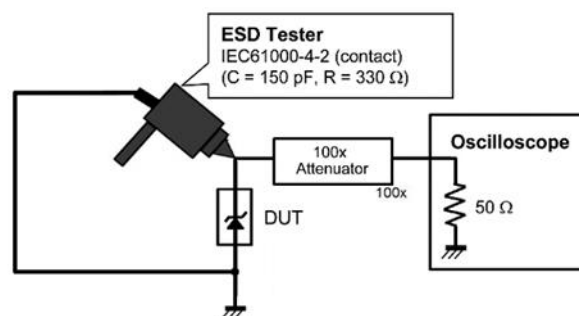 ESD Tester
IEC61000-4-2 (contact)
(C = 150 pF, R = 330 Ω)
100x
Attenuator
100x
Oscilloscope
50 Ω
DUT